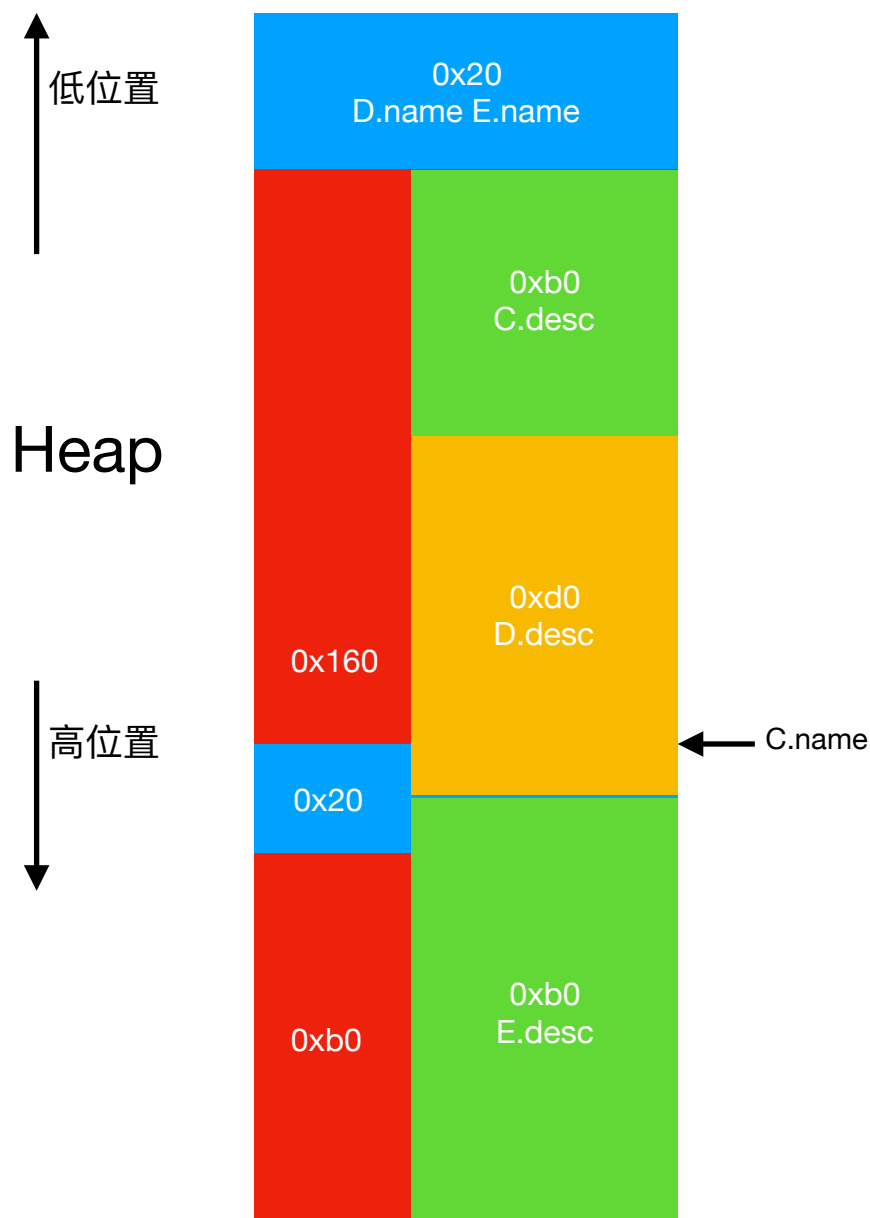 低位置
0x20
D.name E.name
0xb0
C.desc
Heap
0xd0
D.desc
0x160
高位置
C.name
0x20
0xb0
E.desc
0xb0